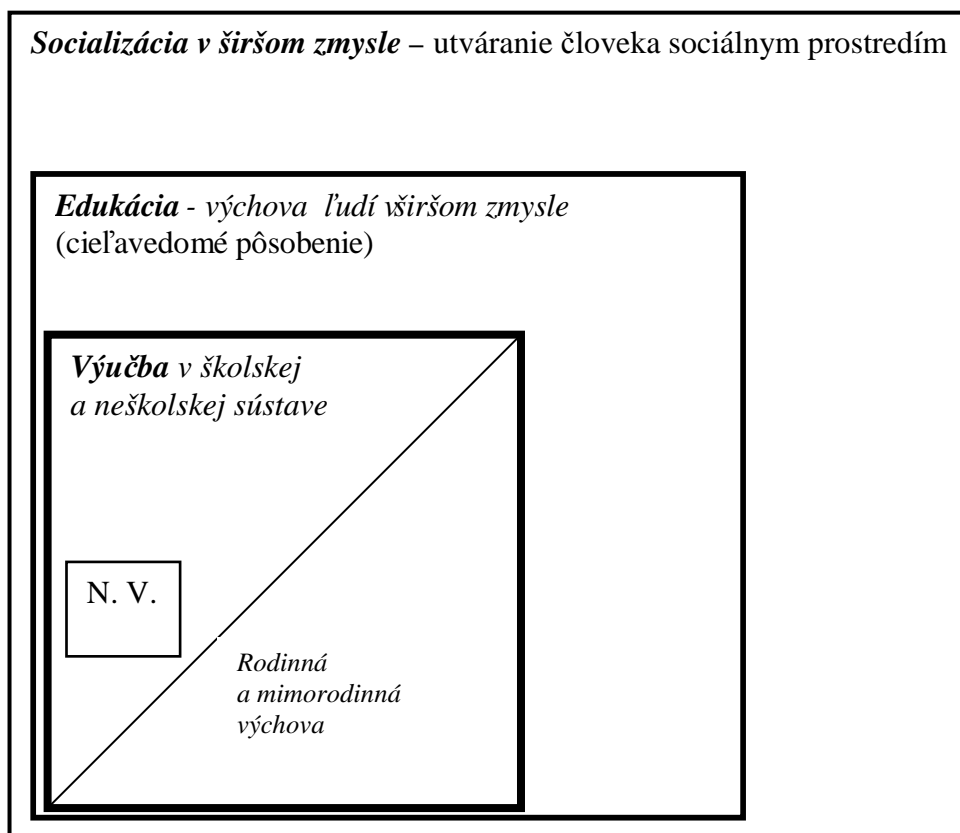 Socializácia v širšom zmysle – utváranie človeka sociálnym prostredím
Edukácia - výchova ľudí vširšom zmysle
(cieľavedomé pôsobenie)
Výučba v školskej
a neškolskej sústave
N. V.
Rodinná
a mimorodinná
výchova